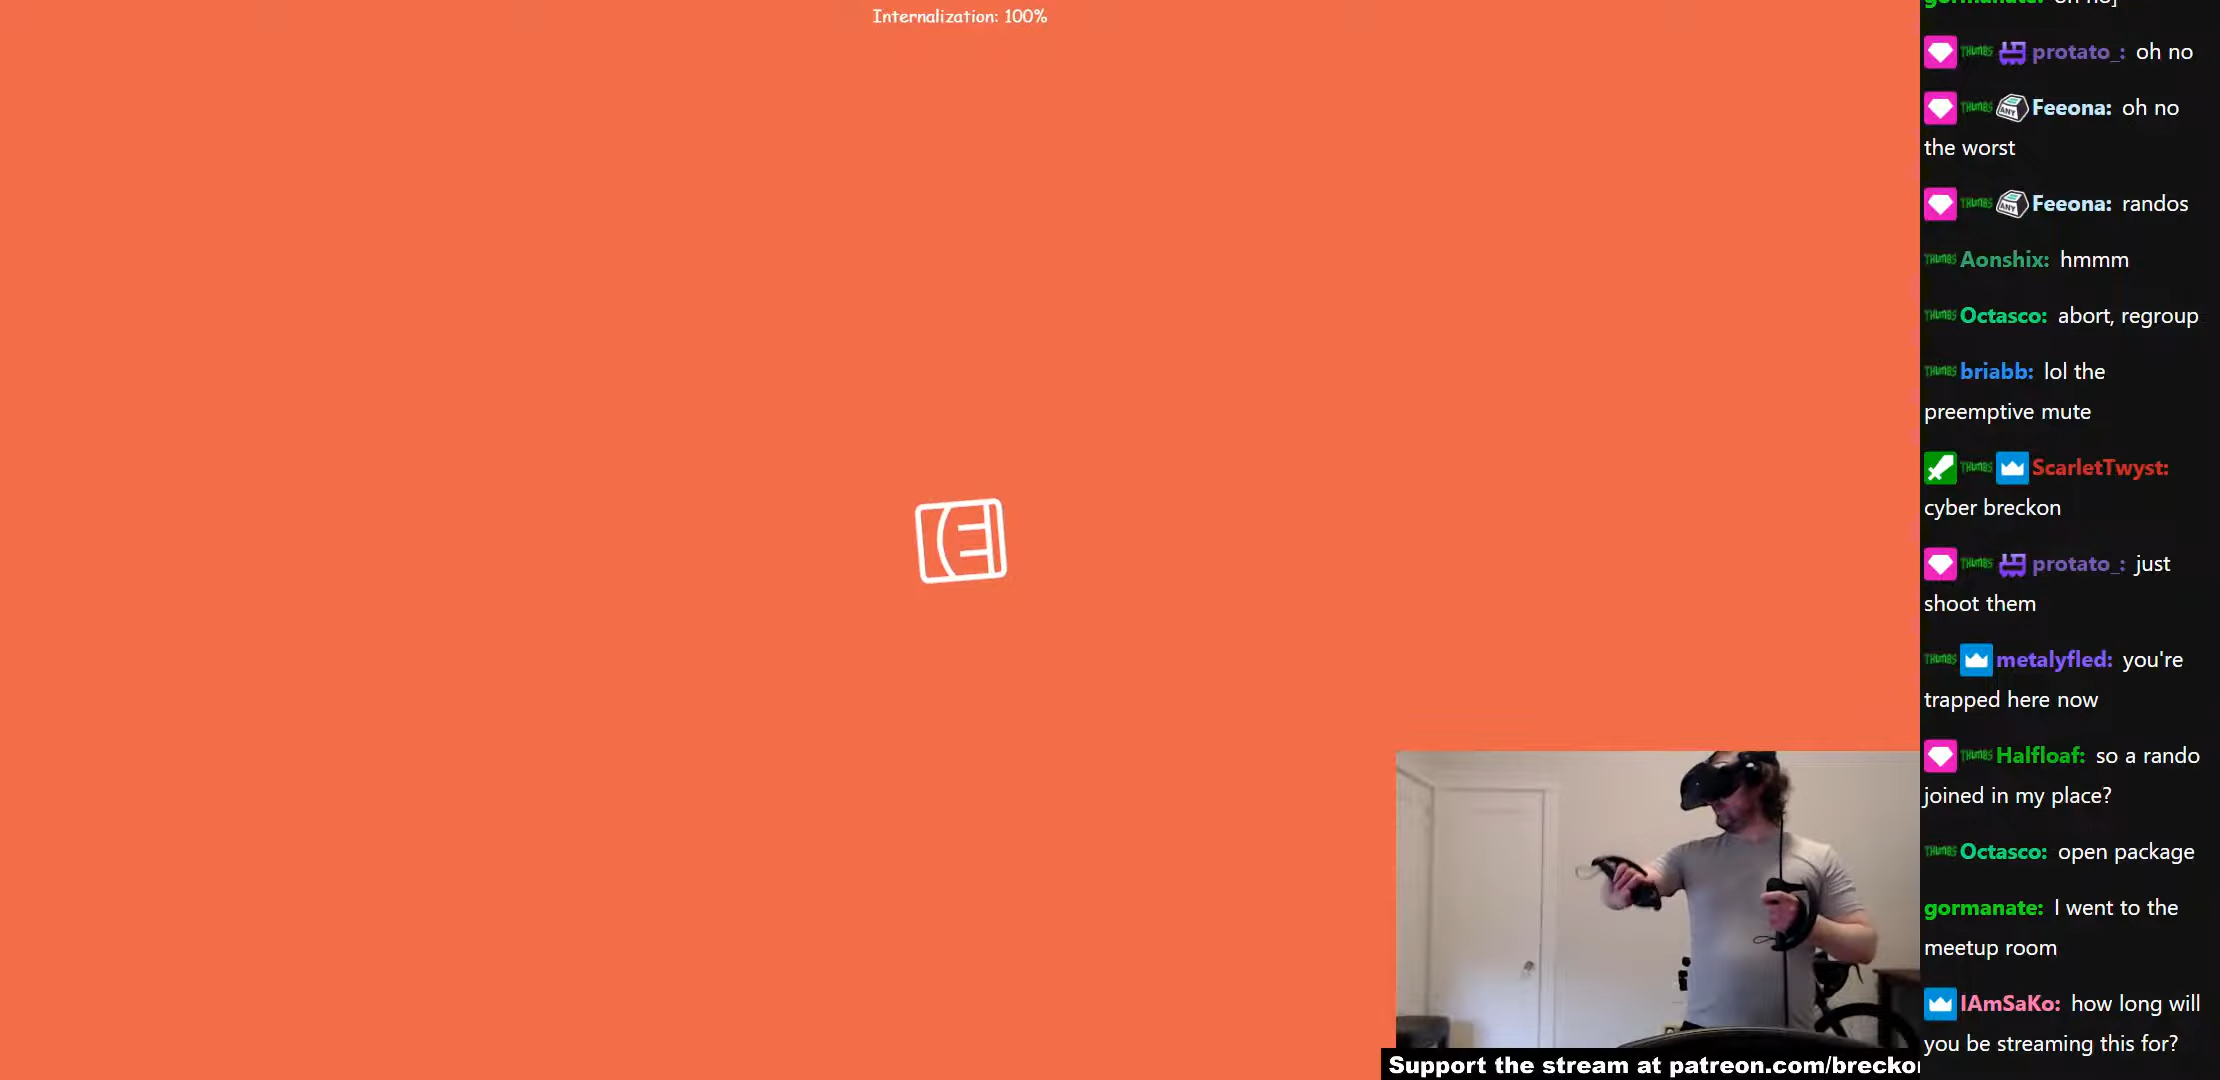 Internalization: 100%
protato_: oh no
Feeona: oh no
the worst
Feeona: randos
Aonshix: hmmm
Octasco: abort, regroup
briabb: lol the
preemptive mute
ScarletTwyst:
cyber breckon
protato_: just
shoot them
metalyfled: you're
trapped here now
Halfloaf: so a rando
joined in my place?
Octasco: open package
gormanate: I went to the
meetup room
IAmSaKo: how long will
you be streaming this for?
Support the stream at patreon.com/brecko